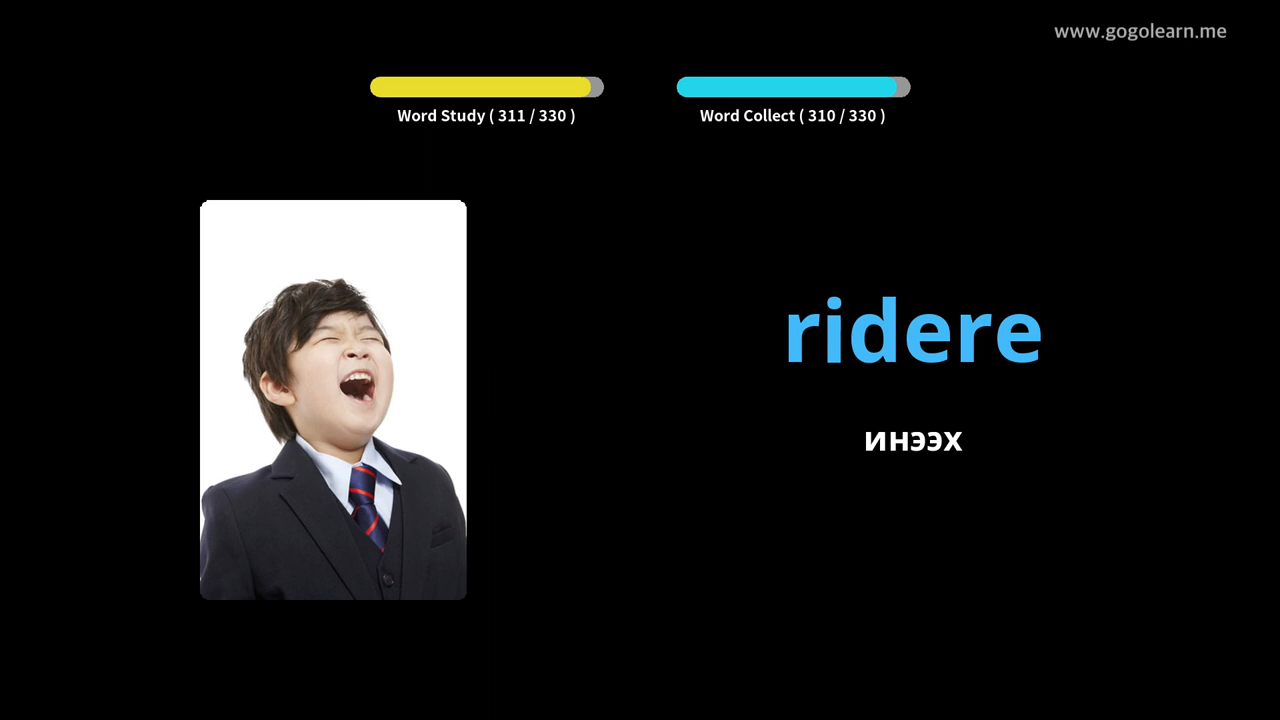 www.gogolearn.me
Word Study ( 311 / 330 )
Word Collect ( 310 / 330 )
ridere
инээх